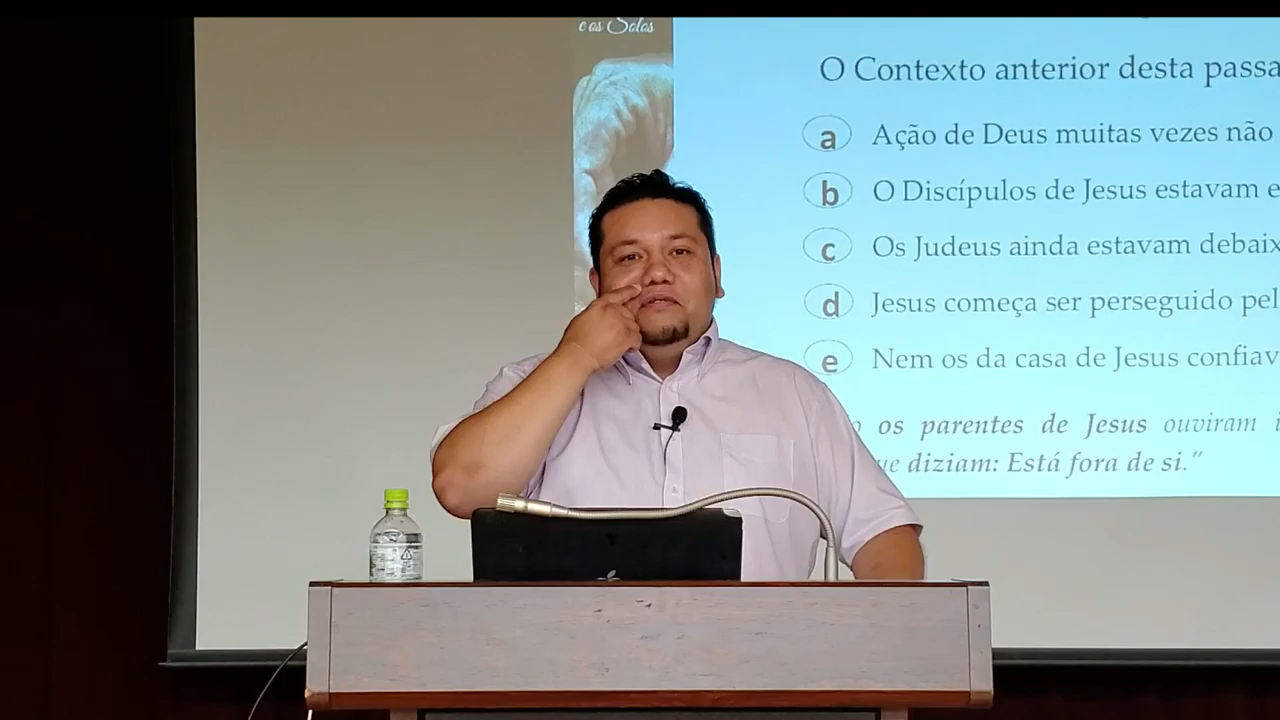 e os Solos
O Contexto anterior desta passa
a Ação de Deus muitas vezes não
b O Discípulos de Jesus estavam e
c Os Judeus ainda estavam debaix
d Jesus começa ser perseguido pel
e Nem os da casa de Jesus confiav
os parentes de Jesus ouviram i
ue diziam: Está fora de si.”